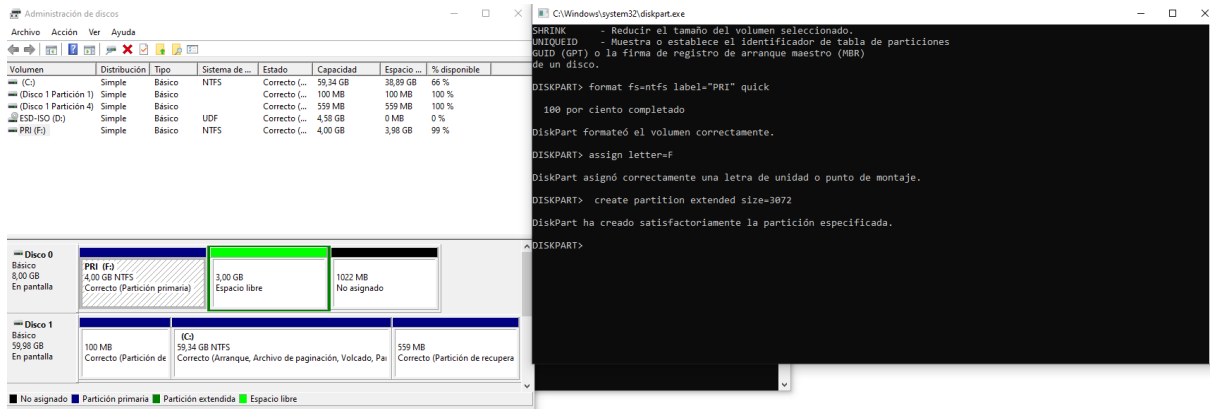 Administración de discos
Archivo Acción Ver Ayuda
Volumen Distribución Tipo Sistema de ... Estado Capacidad Espacio ... % disponible
(C:) Simple Básico NTFS Correcto (... 59,34 GB 38,89 GB 66 %
(Disco 1 Partición 1) Simple Básico Correcto (... 100 MB 100 MB 100 %
(Disco 1 Partición 4) Simple Básico Correcto (... 559 MB 559 MB 100 %
ESD-ISO (D:) Simple Básico UDF Correcto (... 4,58 GB 0 MB 0 %
PRI (F:) Simple Básico NTFS Correcto (... 4,00 GB 3,98 GB 99 %
Disco 0
Básico
8,00 GB
En pantalla
PRI (F:)
4,00 GB NTFS
Correcto (Partición primaria)
3,00 GB
Espacio libre
1022 MB
No asignado
Disco 1
Básico
59,98 GB
En pantalla
100 MB
Correcto (Partición de
(C:)
59,34 GB NTFS
Correcto (Arranque, Archivo de paginación, Volcado, Pa
559 MB
Correcto (Partición de recupera
No asignado Partición primaria Partición extendida Espacio libre
C:\Windows\system32\diskpart.exe
SHRINK - Reducir el tamaño del volumen seleccionado.
UNIQUEID - Muestra o establece el identificador de tabla de particiones
GUID (GPT) o la firma de registro de arranque maestro (MBR)
de un disco.
DISKPART> format fs=ntfs label="PRI" quick
100 por ciento completado
DiskPart formateó el volumen correctamente.
DISKPART> assign letter=F
DiskPart asignó correctamente una letra de unidad o punto de montaje.
DISKPART> create partition extended size=3072
DiskPart ha creado satisfactoriamente la partición especificada.
DISKPART>